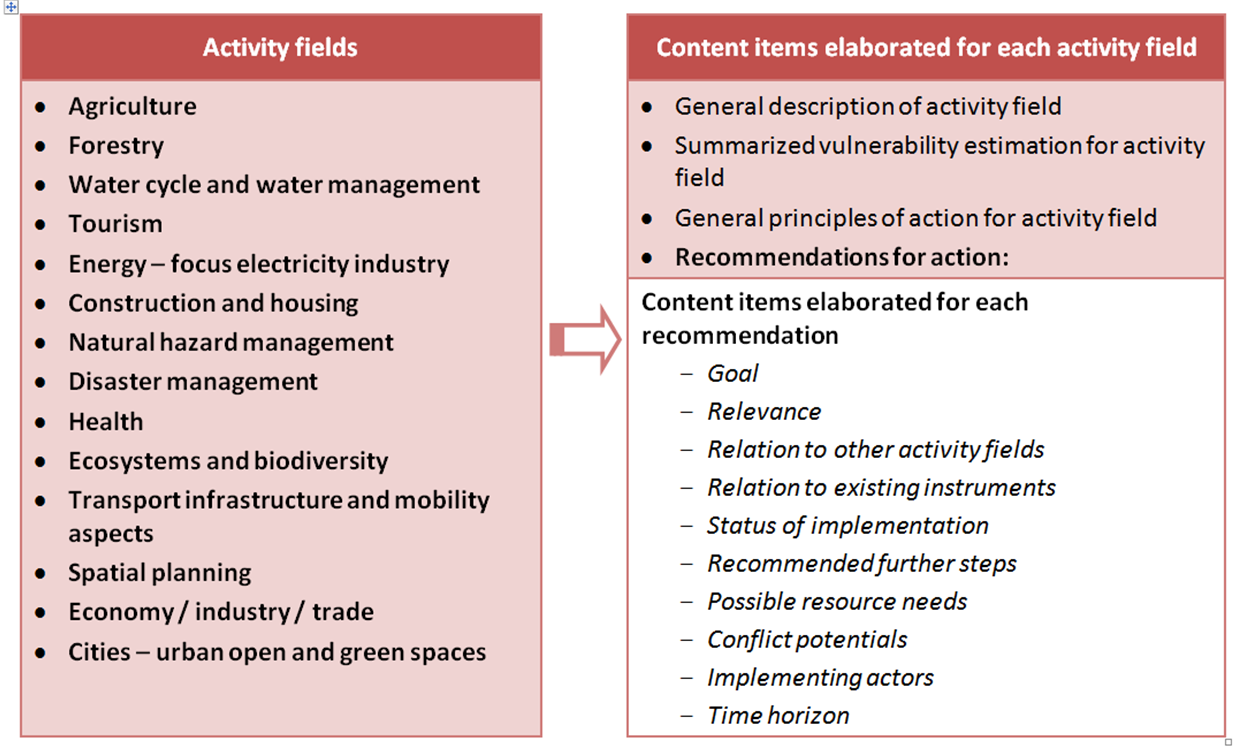 Activity fields
• Agriculture
• Forestry
• Water cycle and water management
• Tourism
• Energy – focus electricity industry
• Construction and housing
• Natural hazard management
• Disaster management
• Health
• Ecosystems and biodiversity
• Transport infrastructure and mobility
aspects
• Spatial planning
• Economy / industry / trade
• Cities – urban open and green spaces
Content items elaborated for each activity field
• General description of activity field
• Summarized vulnerability estimation for activity
field
• General principles of action for activity field
• Recommendations for action:
Content items elaborated for each
recommendation
– Goal
– Relevance
– Relation to other activity fields
– Relation to existing instruments
– Status of implementation
– Recommended further steps
– Possible resource needs
– Conflict potentials
– Implementing actors
– Time horizon